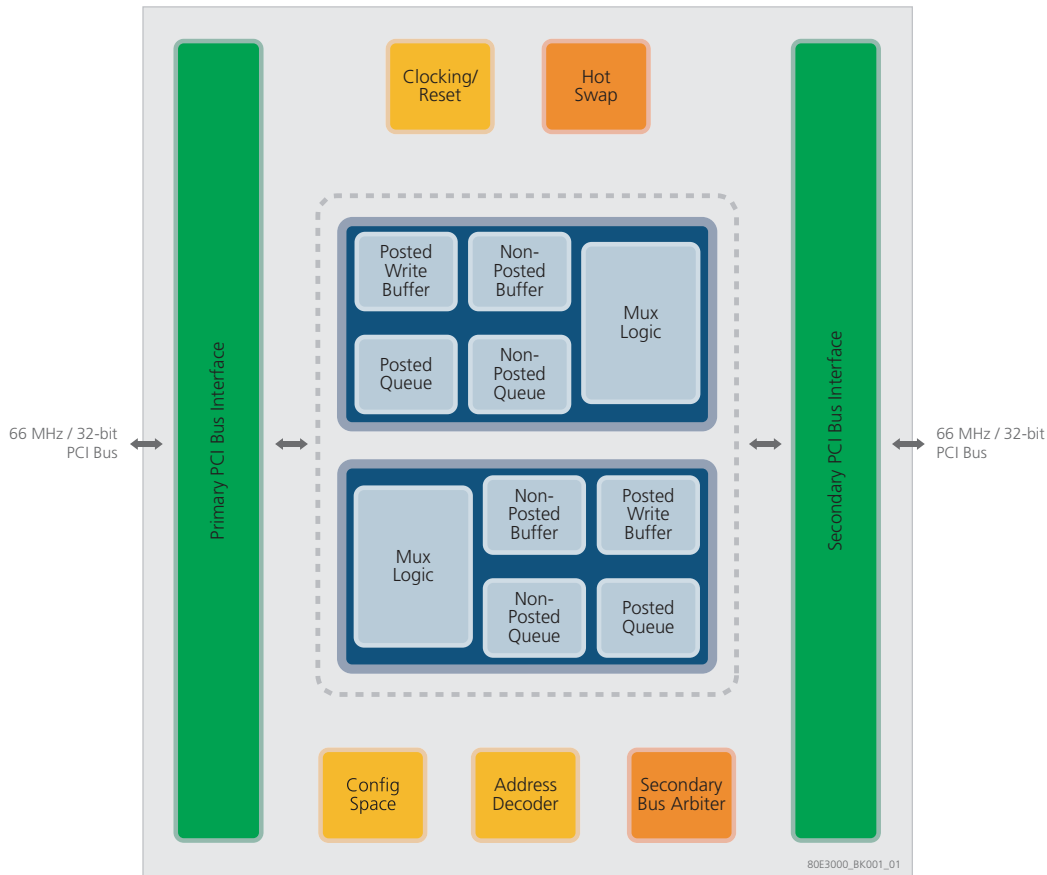 Clocking/
Reset
Hot
Swap
Posted
Write
Buffer
Non-
Posted
Buffer
Mux
Logic
Posted
Queue
Non-
Posted
Queue
Primary PCI Bus Interface
Secondary PCI Bus Interface
66 MHz / 32-bit
PCI Bus
66 MHz / 32-bit
PCI Bus
Mux
Logic
Non-
Posted
Buffer
Posted
Write
Buffer
Non-
Posted
Queue
Posted
Queue
Config
Space
Address
Decoder
Secondary
Bus Arbiter
80E3000_BK001_01